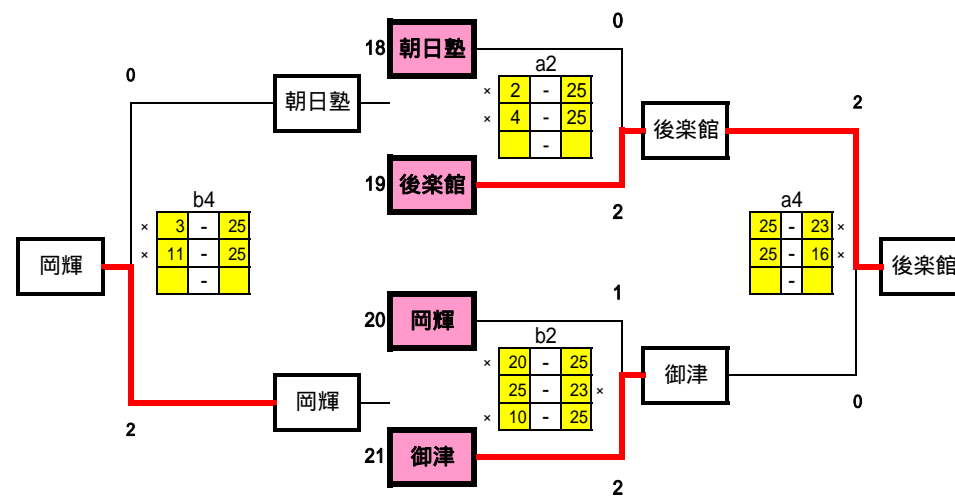 0
18 朝日塾
0
a2
× 2 - 25
× 4 - 25
-
朝日塾
後楽館
2
19 後楽館
2
b4
× 3 - 25
× 11 - 25
-
a4
25 - 23 ×
25 - 16 ×
-
岡輝
後楽館
20 岡輝
1
b2
× 20 - 25
25 - 23 ×
× 10 - 25
御津
岡輝
0
2
21 御津
2